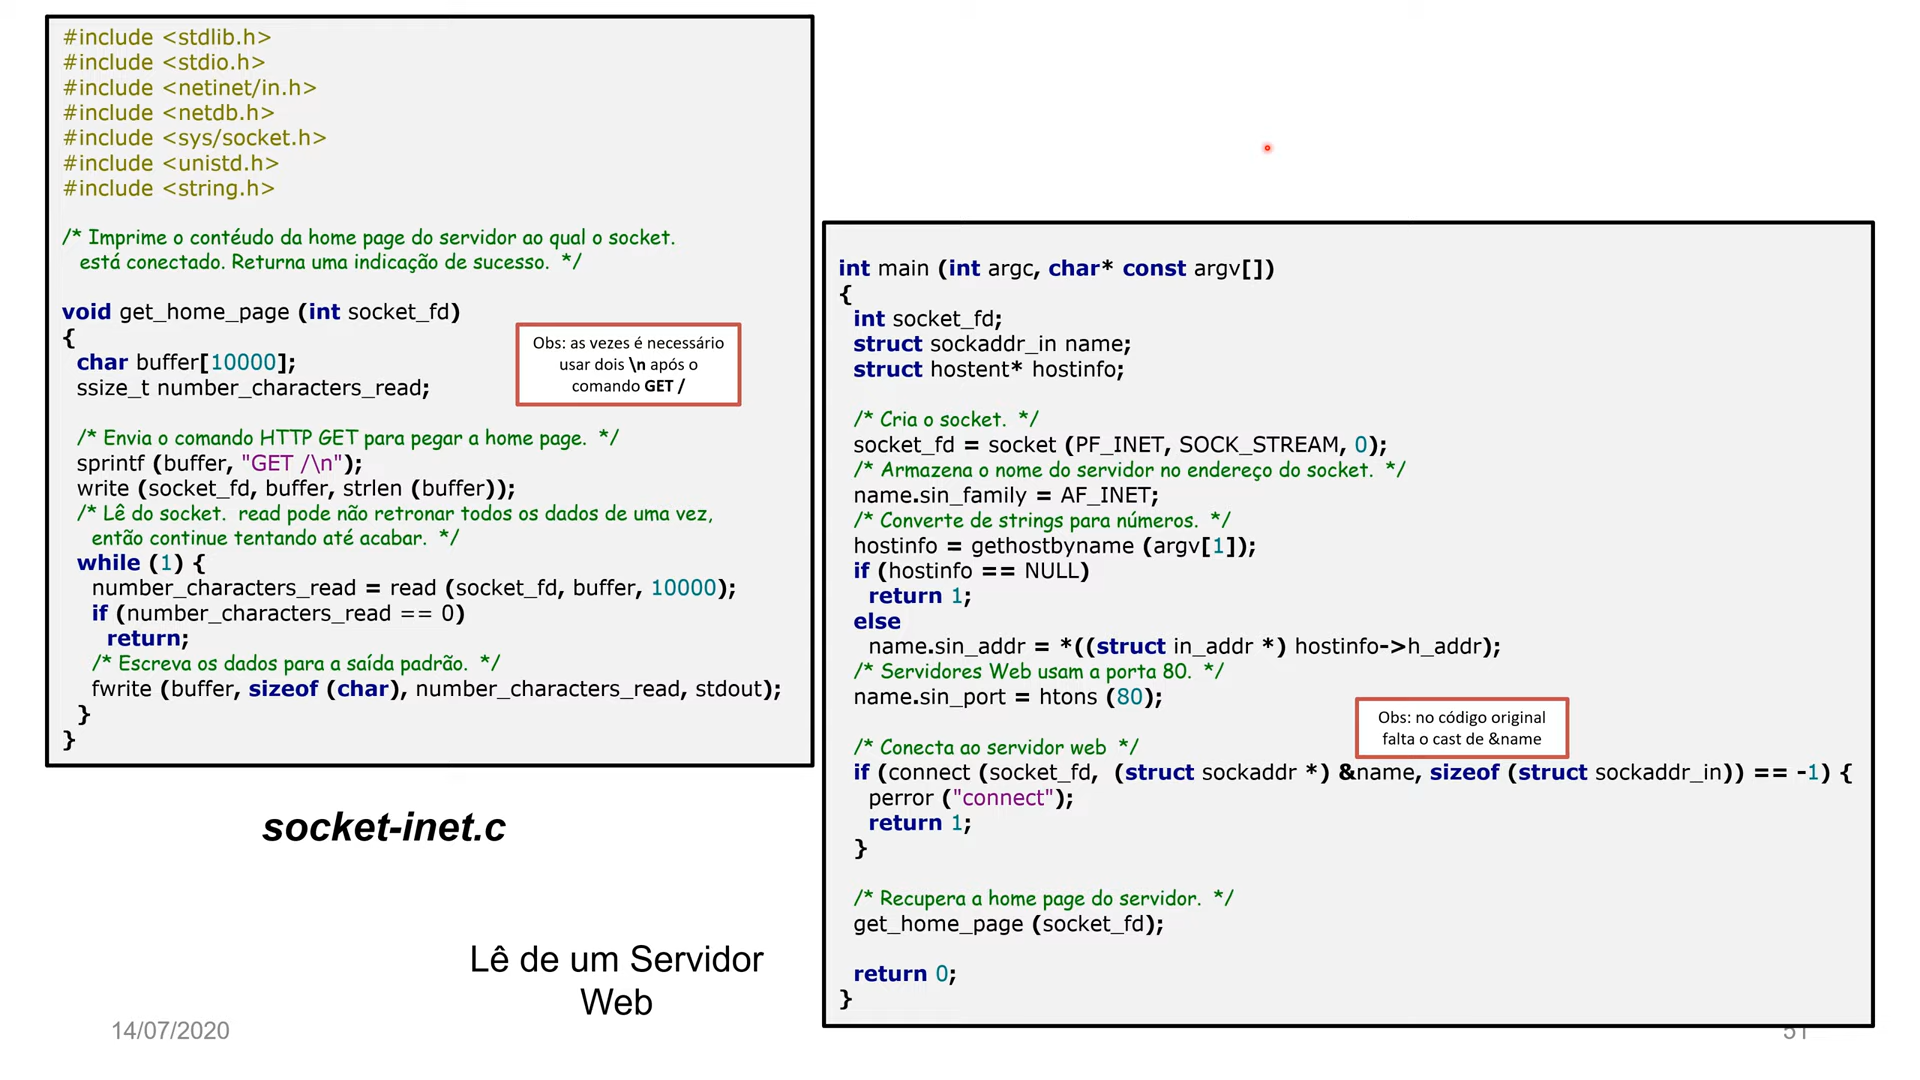 #include <stdlib.h>
#include <stdio.h>
#include <netinet/in.h>
#include <netdb.h>
#include <sys/socket.h>
#include <unistd.h>
#include <string.h>
/* Imprime o contéudo da home page do servidor ao qual o socket.
está conectado. Returna uma indicação de sucesso. */
void get_home_page (int socket_fd)
{
char buffer[10000];
ssize_t number_characters_read;
Obs: as vezes é necessário
usar dois \n após o
comando GET /
/* Envia o comando HTTP GET para pegar a home page. */
sprintf (buffer, "GET /\n");
write (socket_fd, buffer, strlen (buffer));
/* Lê do socket. read pode não retronar todos os dados de uma vez,
então continue tentando até acabar. */
while (1) {
number_characters_read = read (socket_fd, buffer, 10000);
if (number_characters_read == 0)
return;
/* Escreva os dados para a saída padrão. */
fwrite (buffer, sizeof (char), number_characters_read, stdout);
}
}
socket-inet.c
Lê de um Servidor
Web
int main (int argc, char* const argv[])
{
int socket_fd;
struct sockaddr_in name;
struct hostent* hostinfo;
/* Cria o socket. */
socket_fd = socket (PF_INET, SOCK_STREAM, 0);
/* Armazena o nome do servidor no endereço do socket. */
name.sin_family = AF_INET;
/* Converte de strings para números. */
hostinfo = gethostbyname (argv[1]);
if (hostinfo == NULL)
return 1;
else
name.sin_addr = *((struct in_addr *) hostinfo->h_addr);
/* Servidores Web usam a porta 80. */
name.sin_port = htons (80);
Obs: no código original
falta o cast de &name
/* Conecta ao servidor web */
if (connect (socket_fd, (struct sockaddr *) &name, sizeof (struct sockaddr_in)) == -1) {
perror ("connect");
return 1;
}
/* Recupera a home page do servidor. */
get_home_page (socket_fd);
return 0;
}
14/07/2020
51